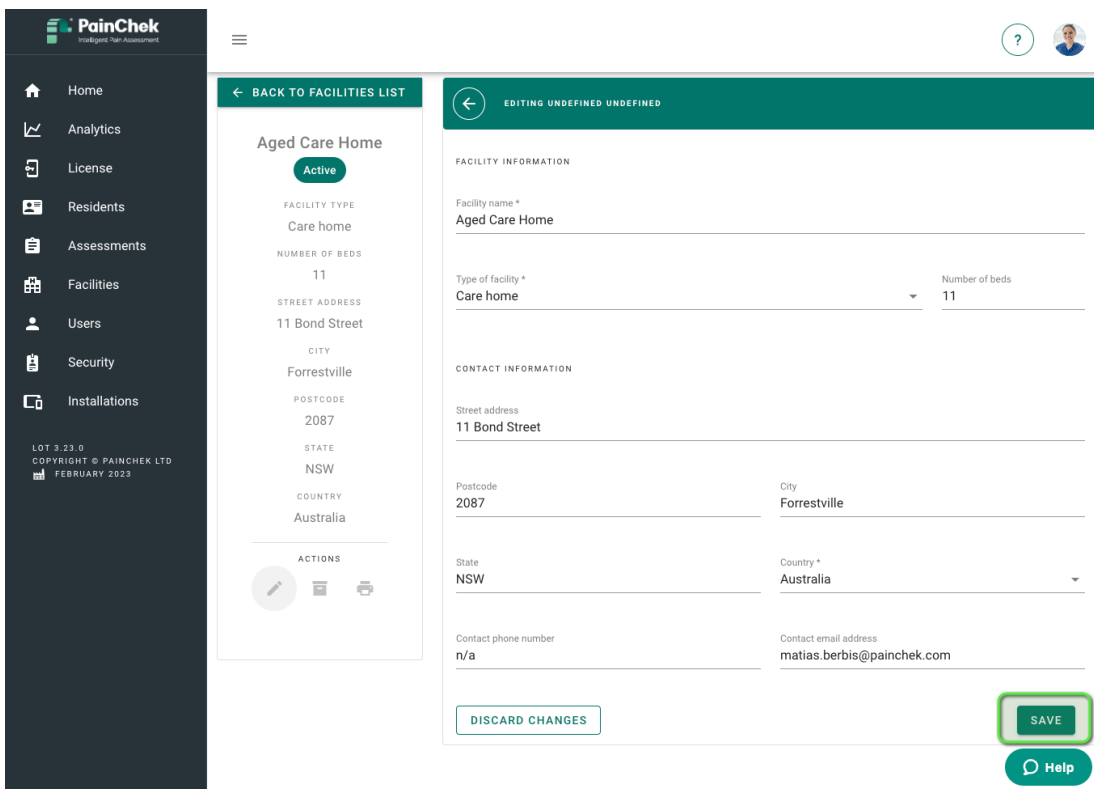 PainChek
Intelligent Pain Assessment
?
Home
Analytics
License
Residents
Assessments
Facilities
Users
Security
Installations
LOT 3.23.0
COPYRIGHT © PAINCHEK LTD
FEBRUARY 2023
← BACK TO FACILITIES LIST
Aged Care Home
Active
FACILITY TYPE
Care home
NUMBER OF BEDS
11
STREET ADDRESS
11 Bond Street
CITY
Forrestville
POSTCODE
2087
STATE
NSW
COUNTRY
Australia
ACTIONS
EDITING UNDEFINED UNDEFINED
FACILITY INFORMATION
Facility name *
Aged Care Home
Type of facility *
Care home
Number of beds
11
CONTACT INFORMATION
Street address
11 Bond Street
Postcode
2087
City
Forrestville
State
NSW
Country *
Australia
Contact phone number
n/a
Contact email address
matias.berbis@painchek.com
DISCARD CHANGES
SAVE
Help